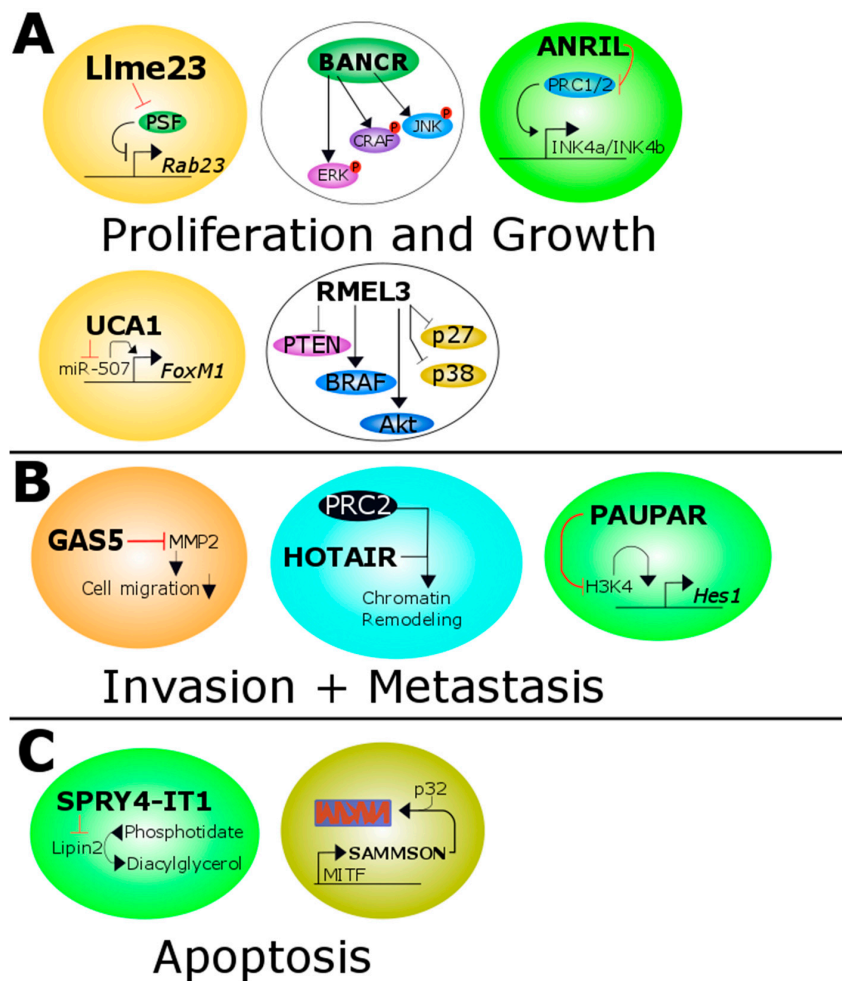 A
Llme23
PSF
Rab23
BANCR
P
JNK
P
CRAF
P
ERK
ANRIL
PRC1/2
INK4a/INK4b
Proliferation and Growth
UCA1
miR-507
FoxM1
RMEL3
PTEN
p27
BRAF
p38
Akt
B
GAS5
MMP2
Cell migration
PRC2
HOTAIR
Chromatin
Remodeling
PAUPAR
H3K4
Hes1
Invasion + Metastasis
C
SPRY4-IT1
Lipin2
Phosphotidate
Diacylglycerol
p32
SAMMSON
MITF
Apoptosis